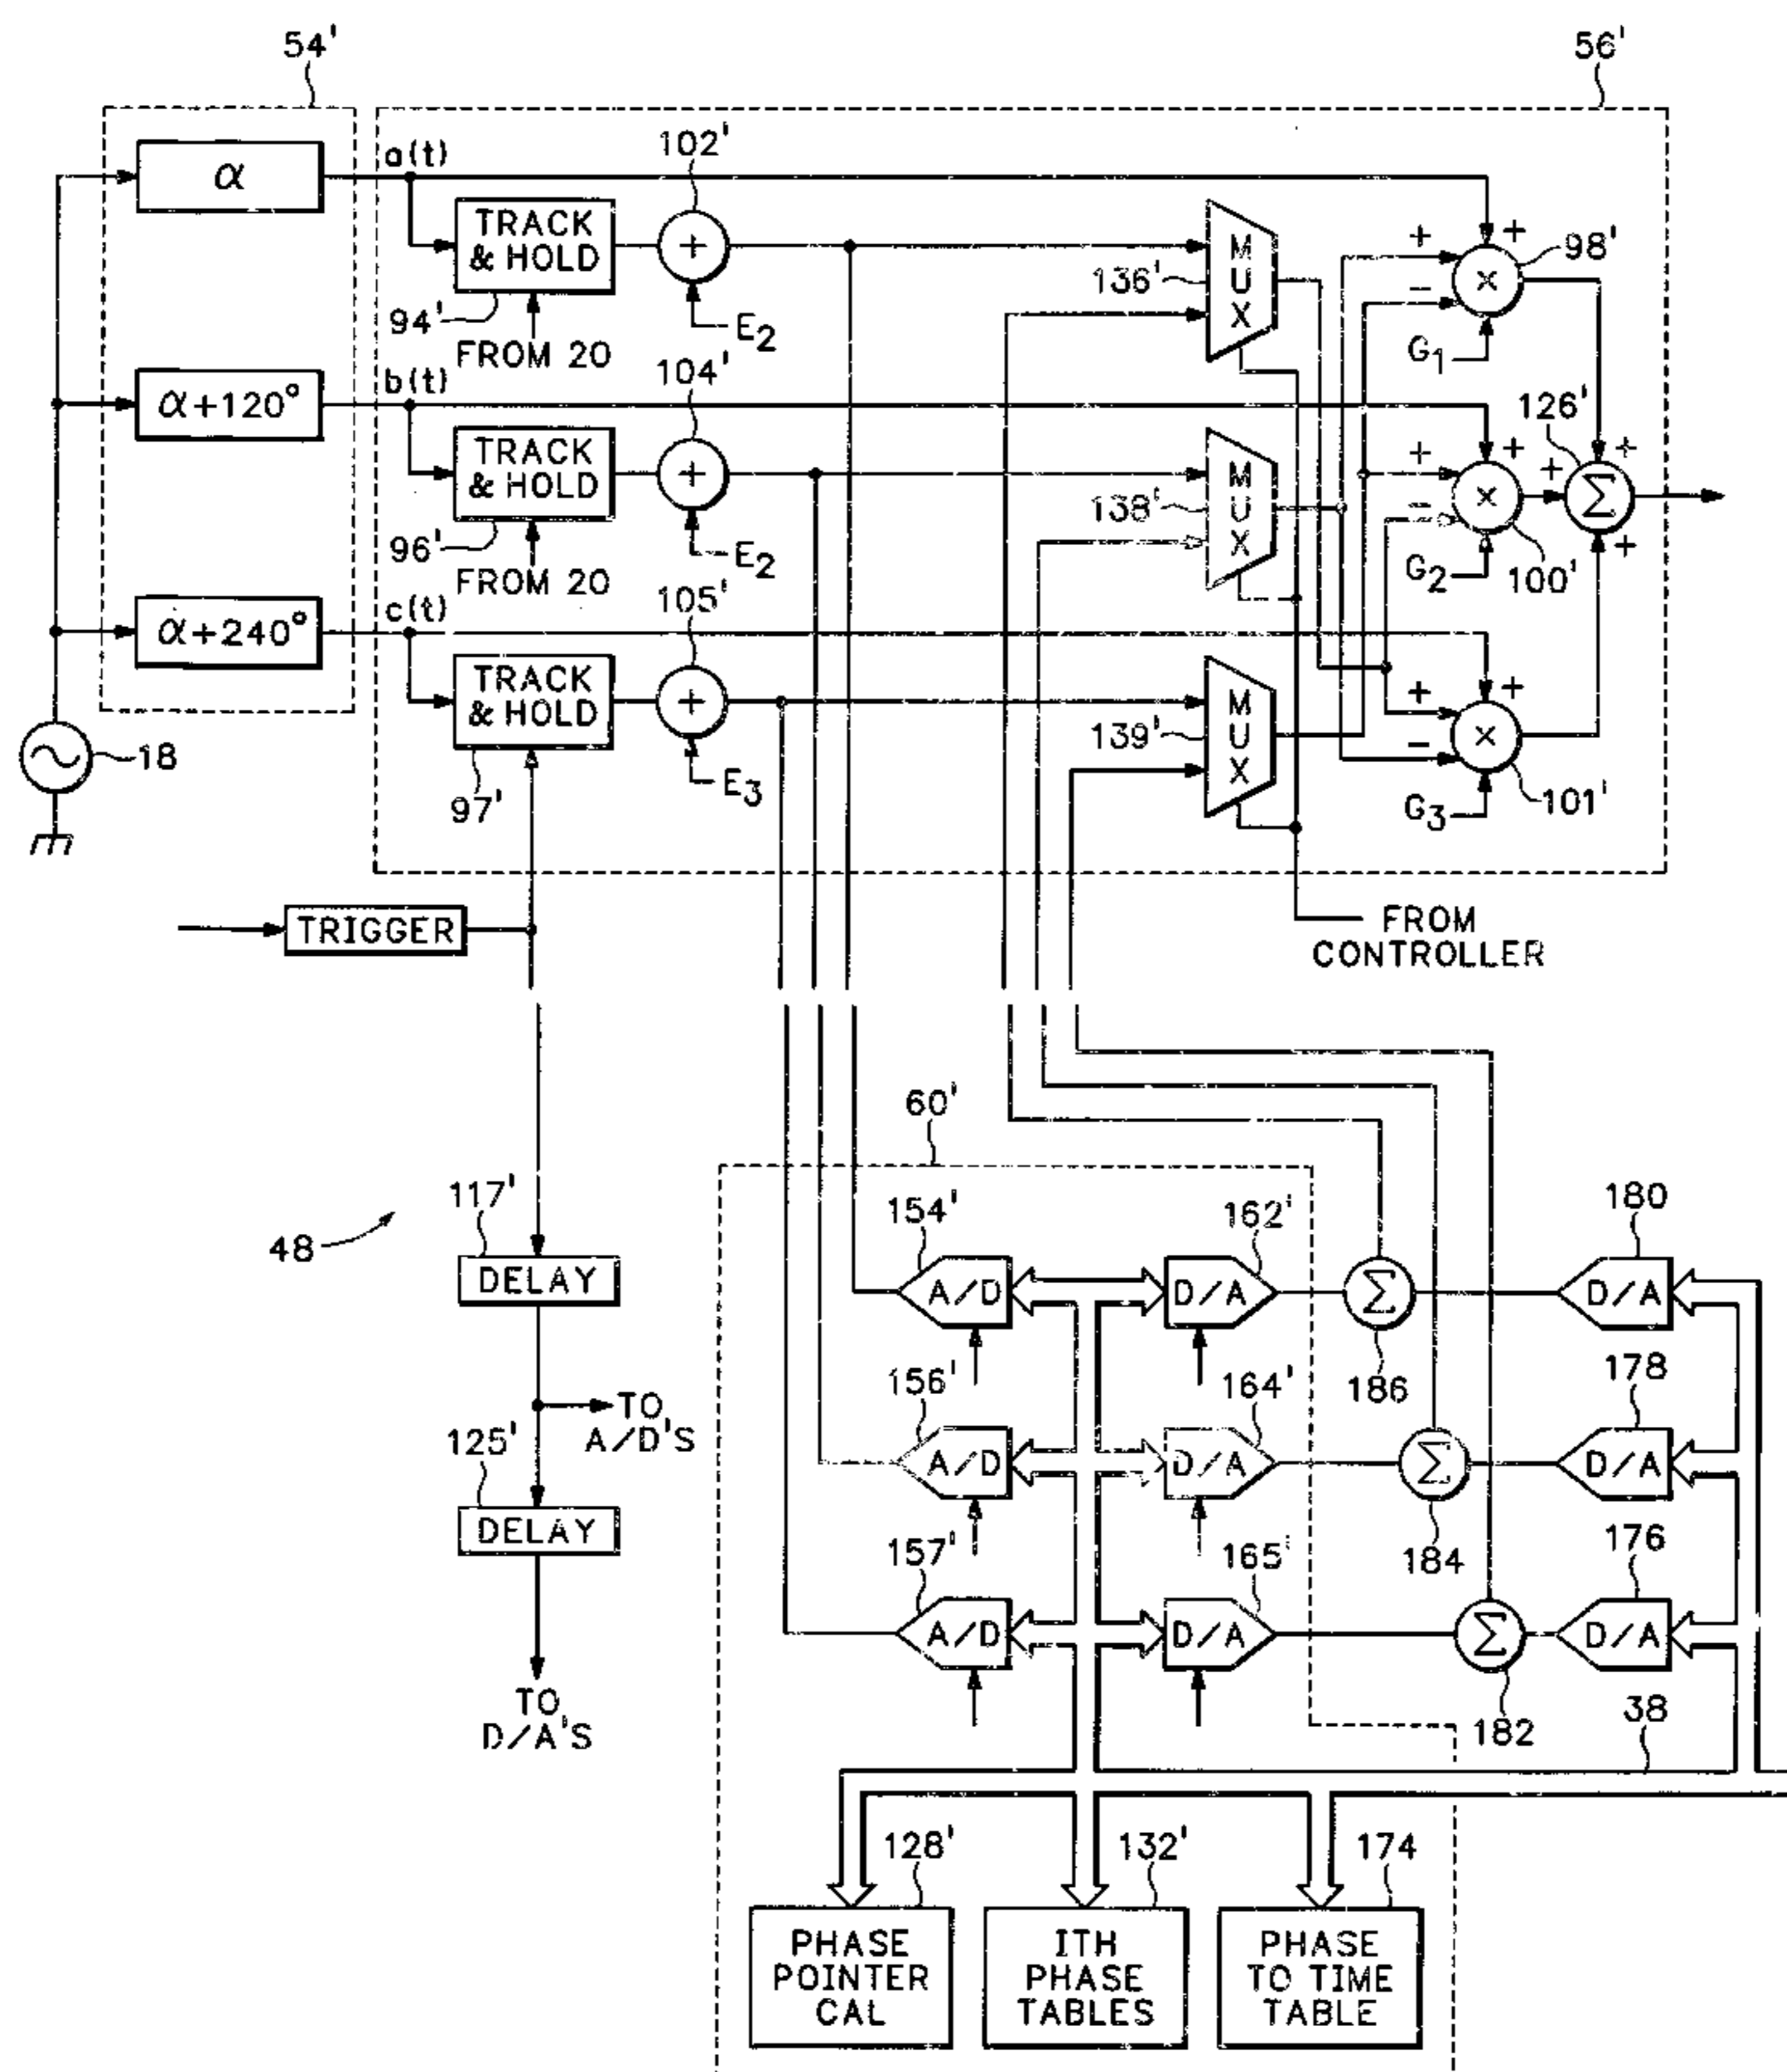 54'
56'
α
a(t)
102'
TRACK
& HOLD
+
94'
FROM 20
E2
136'
MUX
+
+
−
98'
×
G1
α+120°
b(t)
104'
TRACK
& HOLD
+
96'
FROM 20
E2
138'
MUX
+
+
−
×
G2
100'
126'
+
+
Σ
+
α+240°
c(t)
105'
TRACK
& HOLD
+
97'
E3
139'
MUX
+
+
−
×
G3
101'
18
TRIGGER
FROM
CONTROLLER
60'
48
117'
DELAY
154'
A/D
162'
D/A
Σ
186
180
D/A
TO
A/D'S
125'
DELAY
156'
A/D
164'
D/A
Σ
184
178
D/A
157'
A/D
165'
D/A
Σ
182
176
D/A
TO
D/A'S
38
128'
132'
174
PHASE
POINTER
CAL
ITH
PHASE
TABLES
PHASE
TO TIME
TABLE